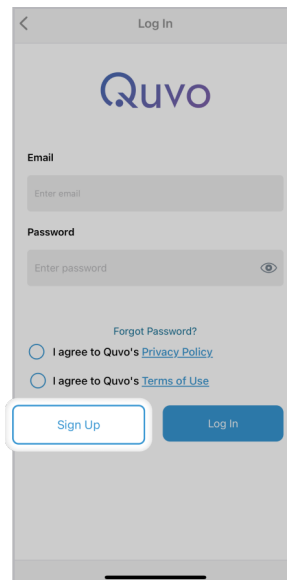 Log In
Quvo
Email
Enter email
Password
Enter password
Forgot Password?
I agree to Quvo's Privacy Policy
I agree to Quvo's Terms of Use
Sign Up Log In